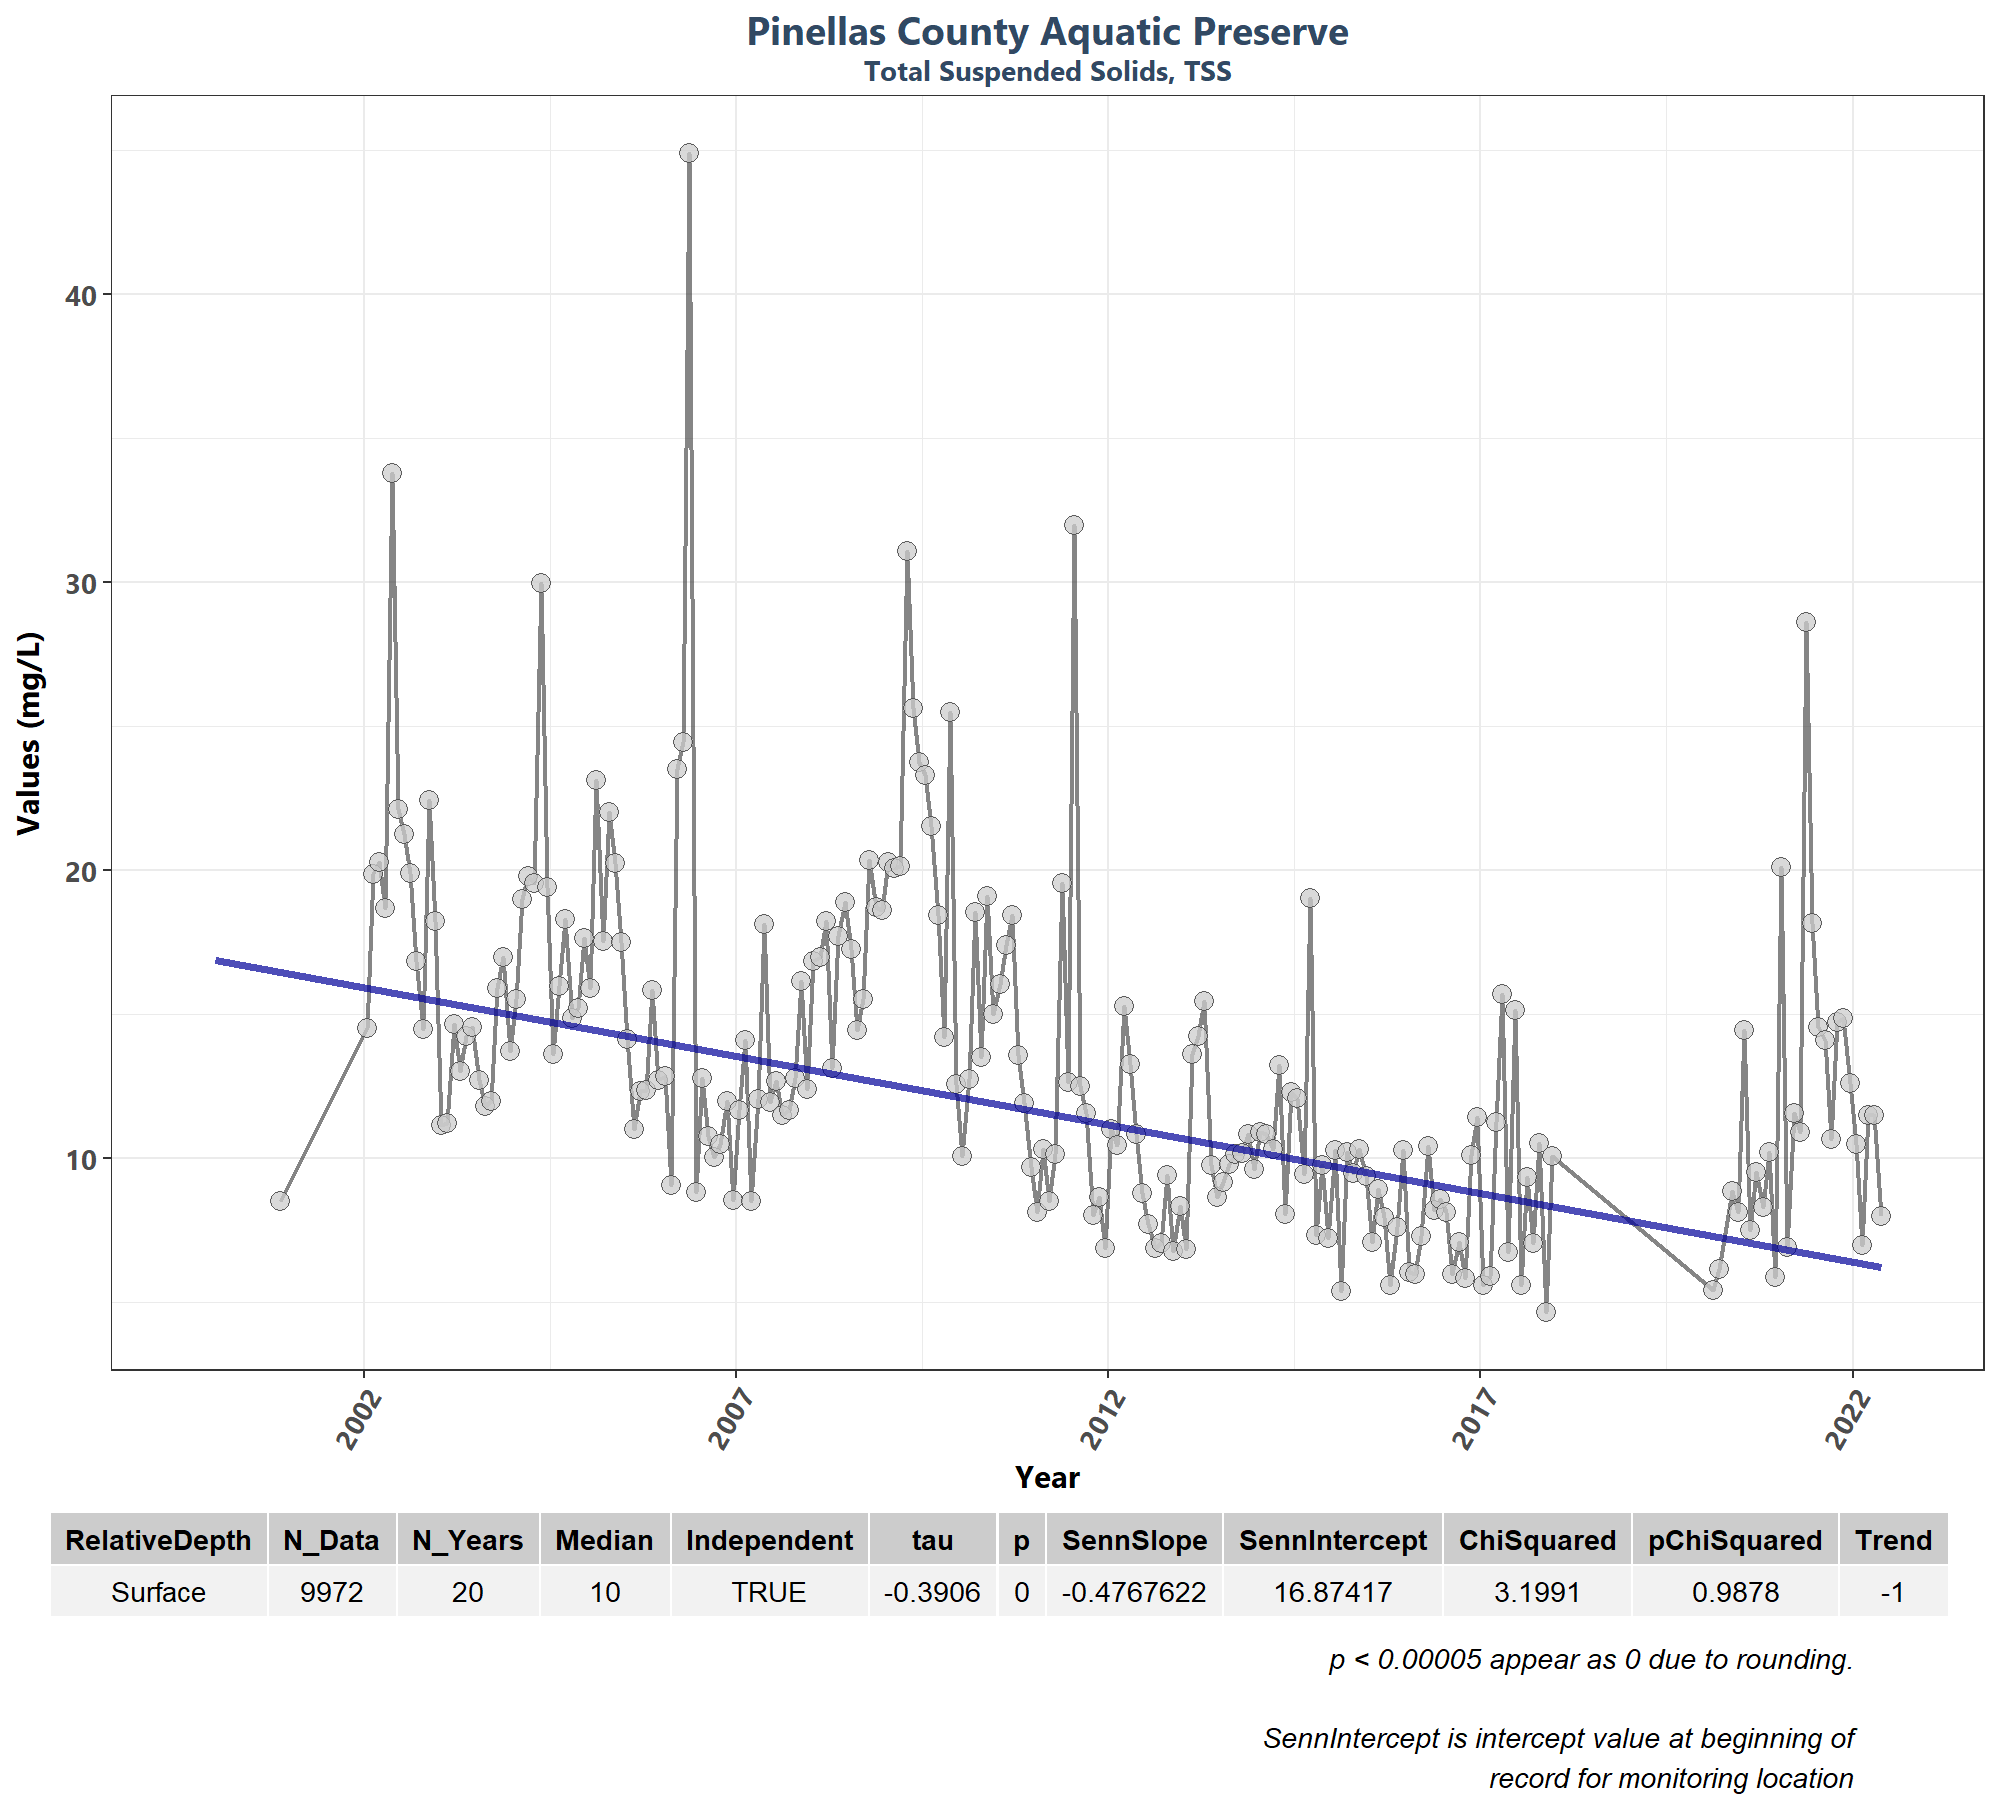 Pinellas County Aquatic Preserve
Total Suspended Solids, TSS
Values (mg/L)
40
30
20
10
2002
2007
2012
2017
2022
Year
RelativeDepth N_Data N_Years Median Independent tau p SennSlope SennIntercept ChiSquared pChiSquared Trend
Surface 9972 20 10 TRUE -0.3906 0 -0.4767622 16.87417 3.1991 0.9878 -1
p < 0.00005 appear as 0 due to rounding.
SennIntercept is intercept value at beginning of
record for monitoring location